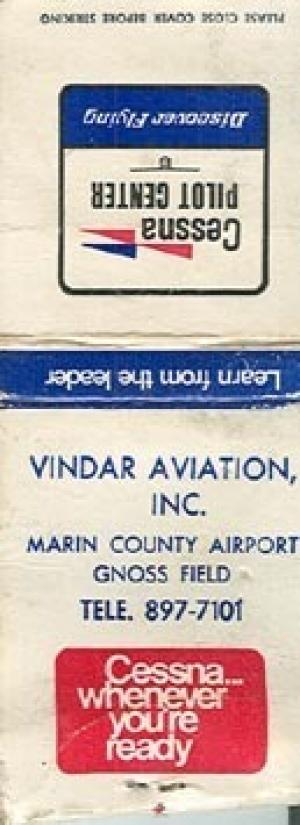 PLEASE CLOSE COVER BEFORE STRIKING
Cessna
PILOT CENTER
Discover Flying
Learn from the leader
VINDAR AVIATION,
INC.
MARIN COUNTY AIRPORT
GNOSS FIELD
TELE. 897-7101
Cessna...
whenever
you're
ready